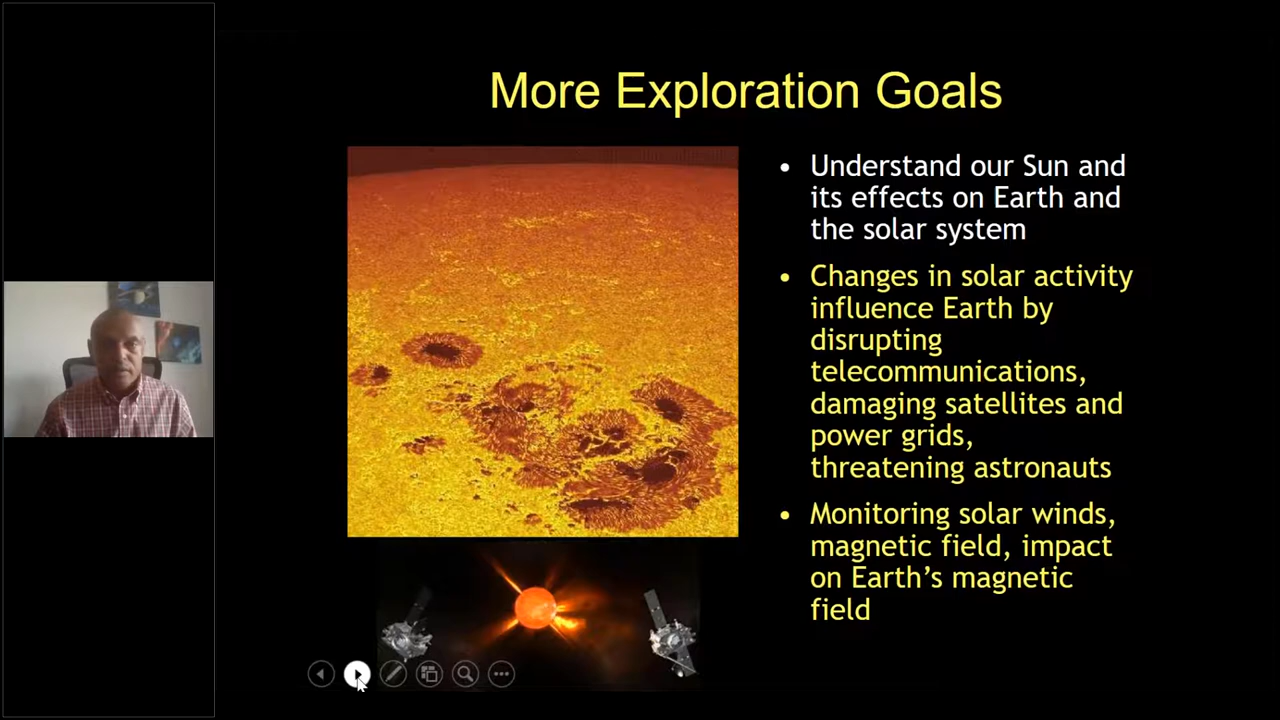 More Exploration Goals
• Understand our Sun and
its effects on Earth and
the solar system
• Changes in solar activity
influence Earth by
disrupting
telecommunications,
damaging satellites and
power grids,
threatening astronauts
• Monitoring solar winds,
magnetic field, impact
on Earth’s magnetic
field